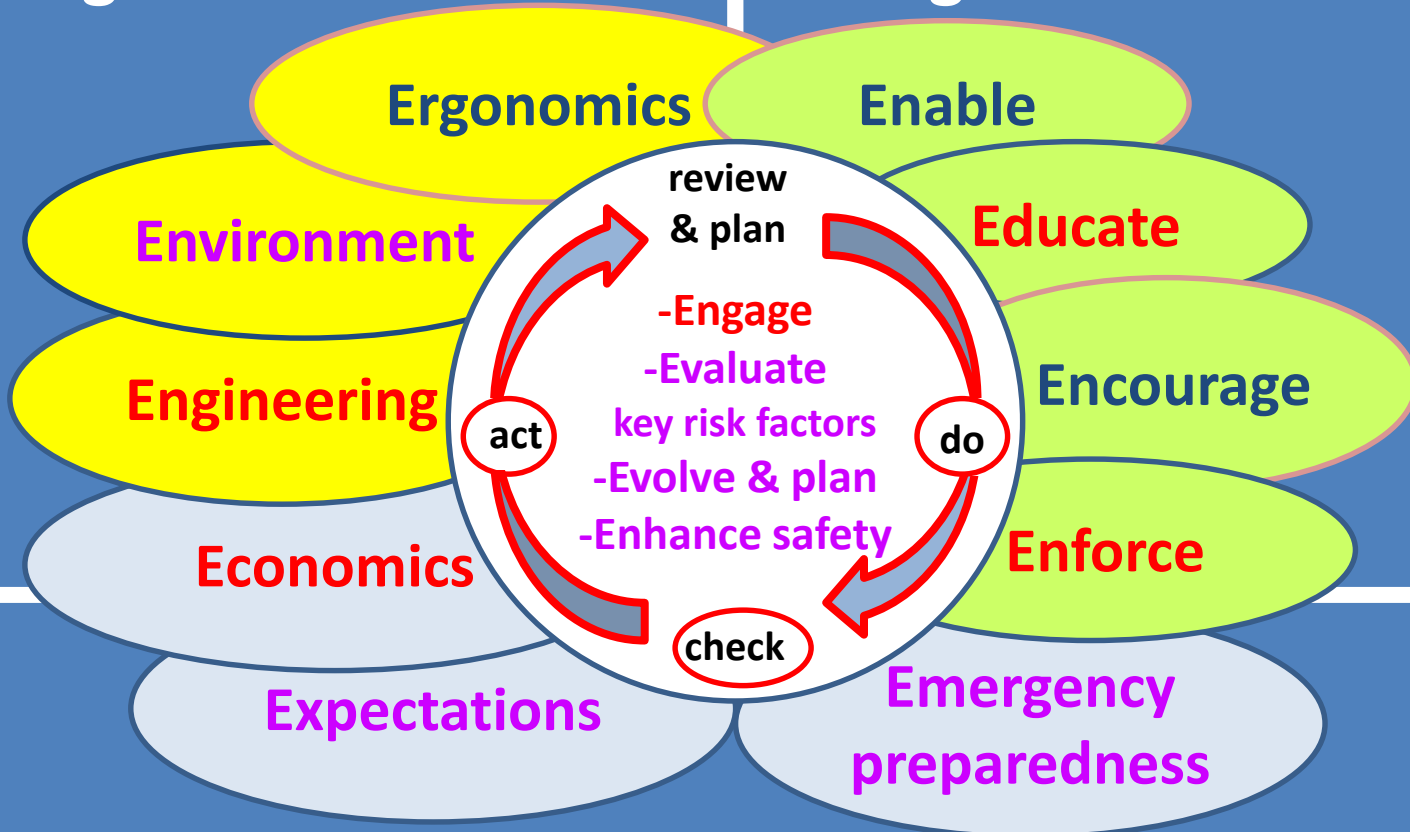 Ergonomics
Enable
review
& plan
Educate
Environment
-Engage
-Evaluate
key risk factors
Encourage
Engineering
act
do
-Evolve & plan
-Enhance safety
Enforce
Economics
check
Expectations
Emergency
preparedness